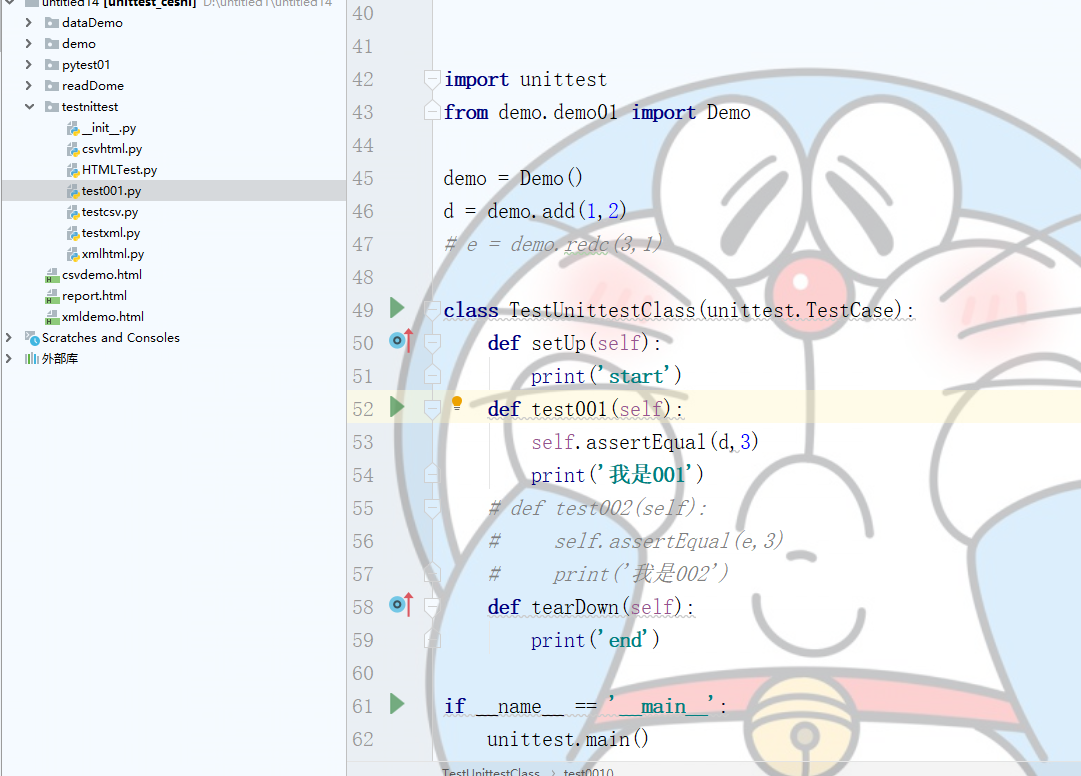 untitled14 [unittest_ceshi] D:\untitled1\untitled14
dataDemo
demo
pytest01
readDome
testnittest
__init__.py
csvhtml.py
HTMLTest.py
test001.py
testcsv.py
testxml.py
xmlhtml.py
csvdemo.html
report.html
xmldemo.html
Scratches and Consoles
外部库
40
41
42 import unittest
43 from demo.demo01 import Demo
44
45 demo = Demo()
46 d = demo.add(1,2)
47 # e = demo.redc(3,1)
48
49 class TestUnittestClass(unittest.TestCase):
50 def setUp(self):
51 print('start')
52 def test001(self):
53 self.assertEqual(d,3)
54 print('我是001')
55 # def test002(self):
56 #     self.assertEqual(e,3)
57 #     print('我是002')
58 def tearDown(self):
59 print('end')
60
61 if __name__ == '__main__':
62 unittest.main()
TestUnittestClass › test001()